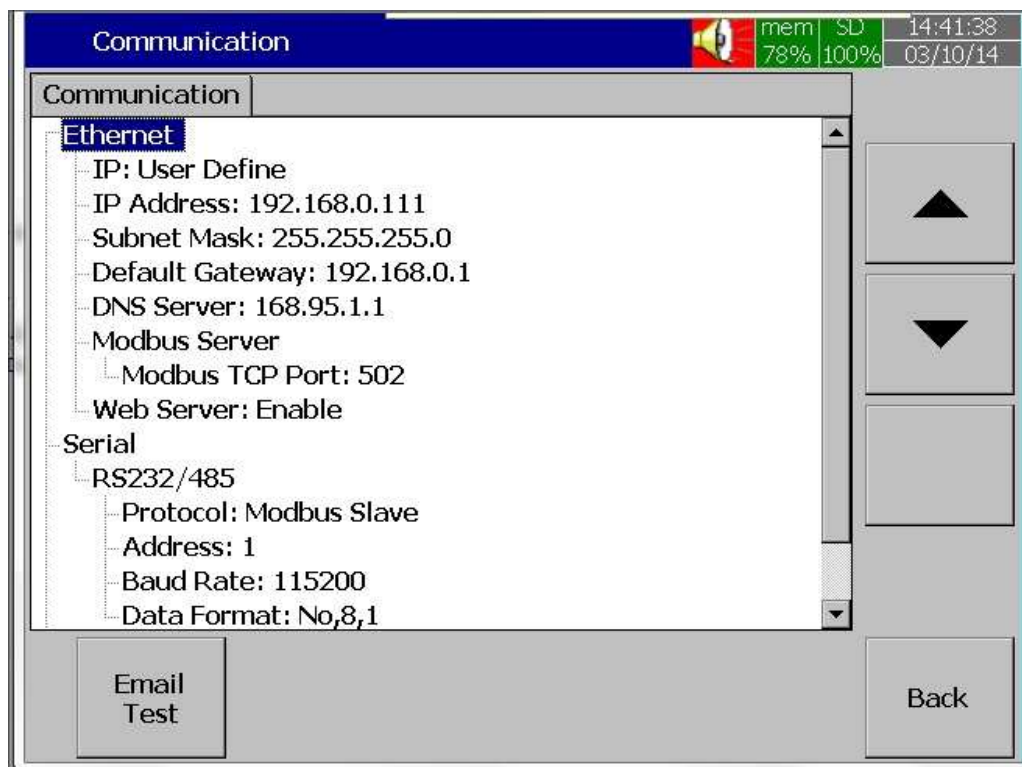 Communication
mem SD 14:41:38
78% 100% 03/10/14
Communication
Ethernet
IP: User Define
IP Address: 192.168.0.111
Subnet Mask: 255.255.255.0
Default Gateway: 192.168.0.1
DNS Server: 168.95.1.1
Modbus Server
Modbus TCP Port: 502
Web Server: Enable
Serial
RS232/485
Protocol: Modbus Slave
Address: 1
Baud Rate: 115200
Data Format: No,8,1
Email
Test
Back